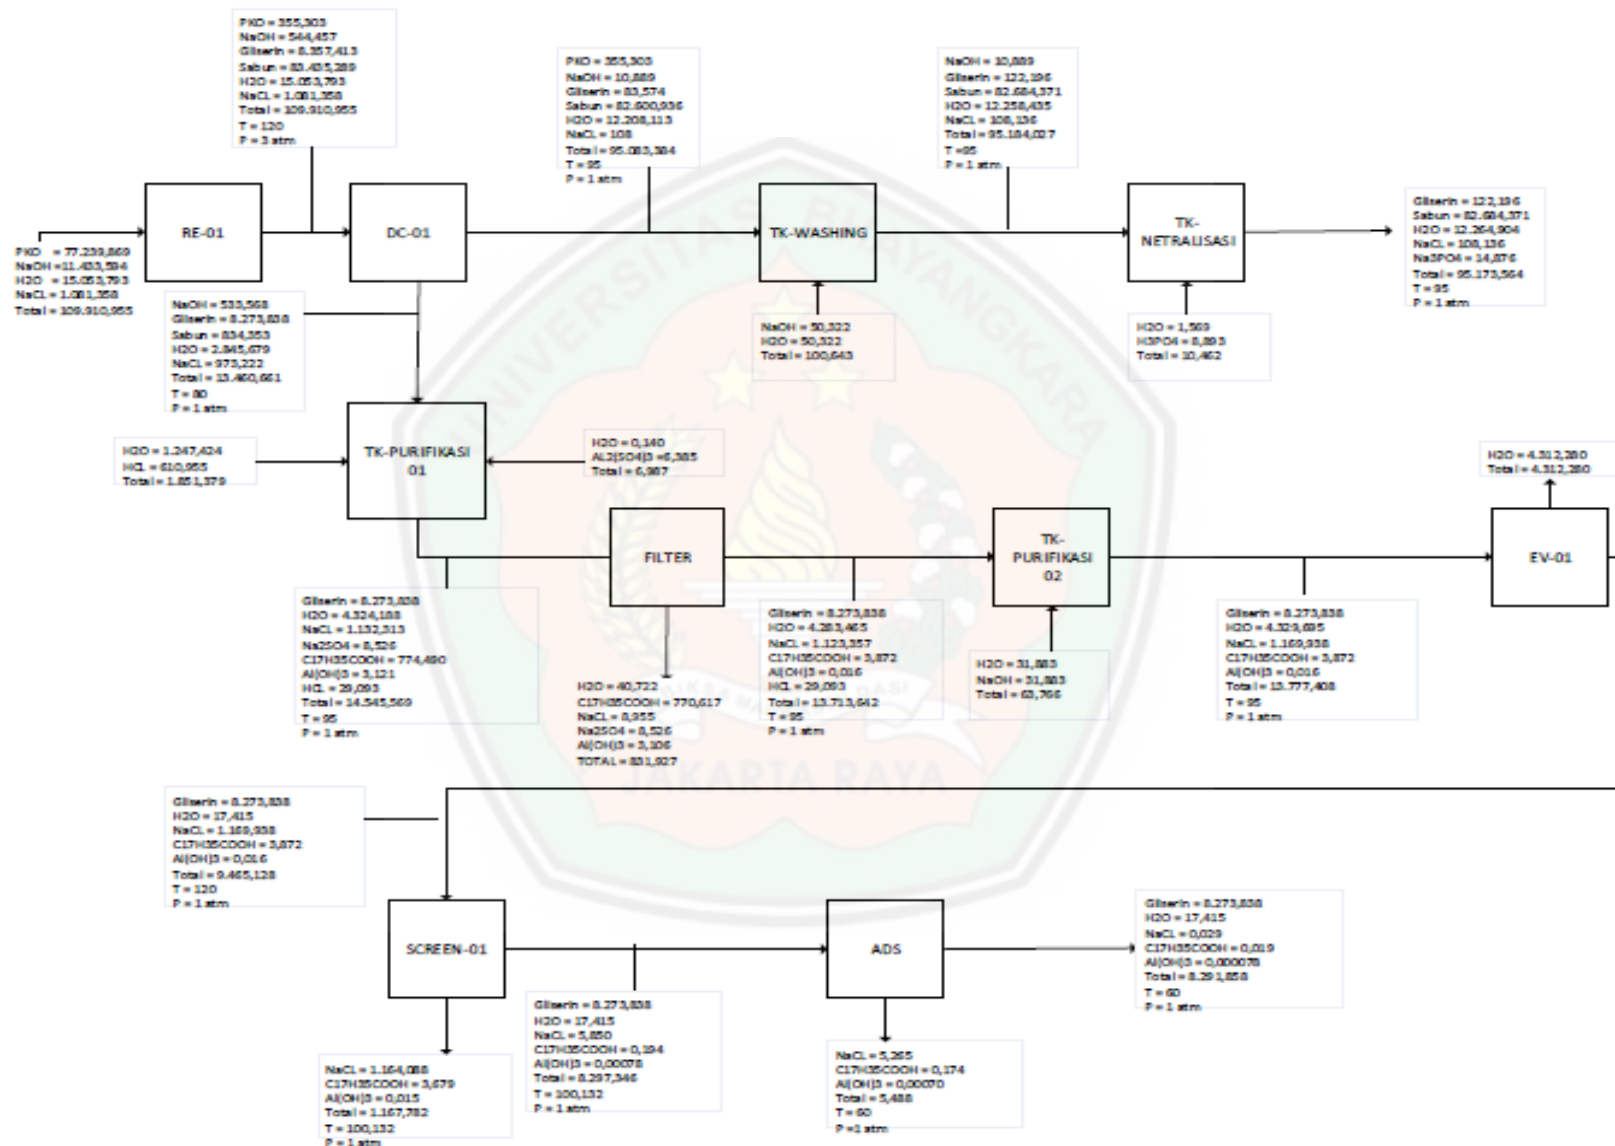 PKO = 355,303
NaOH = 544,457
Gliserin = 8.357,413
Sabun = 83.435,289
H2O = 15.053,793
NaCL = 1.081,358
Total = 109.910,955
T = 120
P = 3 atm
PKO = 355,303
NaOH = 10,889
Gliserin = 83,574
Sabun = 82.600,936
H2O = 12.208,113
NaCL = 108
Total = 95.083,384
T = 95
P = 1 atm
NaOH = 10,889
Gliserin = 122,196
Sabun = 82.684,371
H2O = 12.258,435
NaCL = 108,136
Total = 95.184,027
T =95
P = 1 atm
RE-01
DC-01
TK-WASHING
TK-
NETRALISASI
Gliserin = 122,196
Sabun = 82.684,371
H2O = 12.264,904
NaCL = 108,136
Na3PO4 = 14,876
Total = 95.173,564
T = 95
P = 1 atm
PKO = 77.239,869
NaOH =11.433,594
H2O = 15.053,793
NaCL = 1.081,358
Total = 109.910,955
NaOH = 533,568
Gliserin = 8.273,838
Sabun = 834,353
H2O = 2.845,679
NaCL = 973,222
Total = 13.460,661
T = 80
P = 1 atm
NaOH = 50,322
H2O = 50,322
Total = 100,643
H2O = 1,569
H3PO4 = 8,893
Total = 10,462
H2O = 1.247,424
HCL = 610,955
Total = 1.851,379
TK-PURIFIKASI
01
H2O = 0,140
AL2(SO4)3 =6,385
Total = 6,987
H2O = 4.312,280
Total = 4.312,280
FILTER
TK-
PURIFIKASI
02
EV-01
Gliserin = 8.273,838
H2O = 4.324,188
NaCL = 1.132,313
Na2SO4 = 8,526
C17H35COOH = 774,490
Al(OH)3 = 3,121
HCL = 29,093
Total = 14.545,569
T = 95
P = 1 atm
H2O = 40,722
C17H35COOH = 770,617
NaCL = 8,955
Na2SO4 = 8,526
Al(OH)3 = 3,106
TOTAL = 831,927
Gliserin = 8.273,838
H2O = 4.283,465
NaCL = 1.123,357
C17H35COOH = 3,872
Al(OH)3 = 0,016
HCL = 29,093
Total = 13.713,642
T = 95
P = 1 atm
H2O = 31,883
NaOH = 31,883
Total = 63,766
Gliserin = 8.273,838
H2O = 4.329,695
NaCL = 1.169,938
C17H35COOH = 3,872
Al(OH)3 = 0,016
Total = 13.777,408
T = 95
P = 1 atm
UNIVERSITAS BHAYANGKARA
JAKARTA RAYA
Gliserin = 8.273,838
H2O = 17,415
NaCL = 1.169,938
C17H35COOH = 3,872
Al(OH)3 = 0,016
Total = 9.465,128
T = 120
P = 1 atm
SCREEN-01
ADS
Gliserin = 8.273,838
H2O = 17,415
NaCL = 0,029
C17H35COOH = 0,019
Al(OH)3 = 0,000078
Total = 8.291,858
T = 60
P = 1 atm
Gliserin = 8.273,838
H2O = 17,415
NaCL = 5,850
C17H35COOH = 0,194
Al(OH)3 = 0,00078
Total = 8.297,346
T = 100,132
P = 1 atm
NaCL = 1.164,088
C17H35COOH = 3,679
Al(OH)3 = 0,015
Total = 1.167,782
T = 100,132
P = 1 atm
NaCL = 5,265
C17H35COOH = 0,174
Al(OH)3 = 0,00070
Total = 5,488
T = 60
P =1 atm